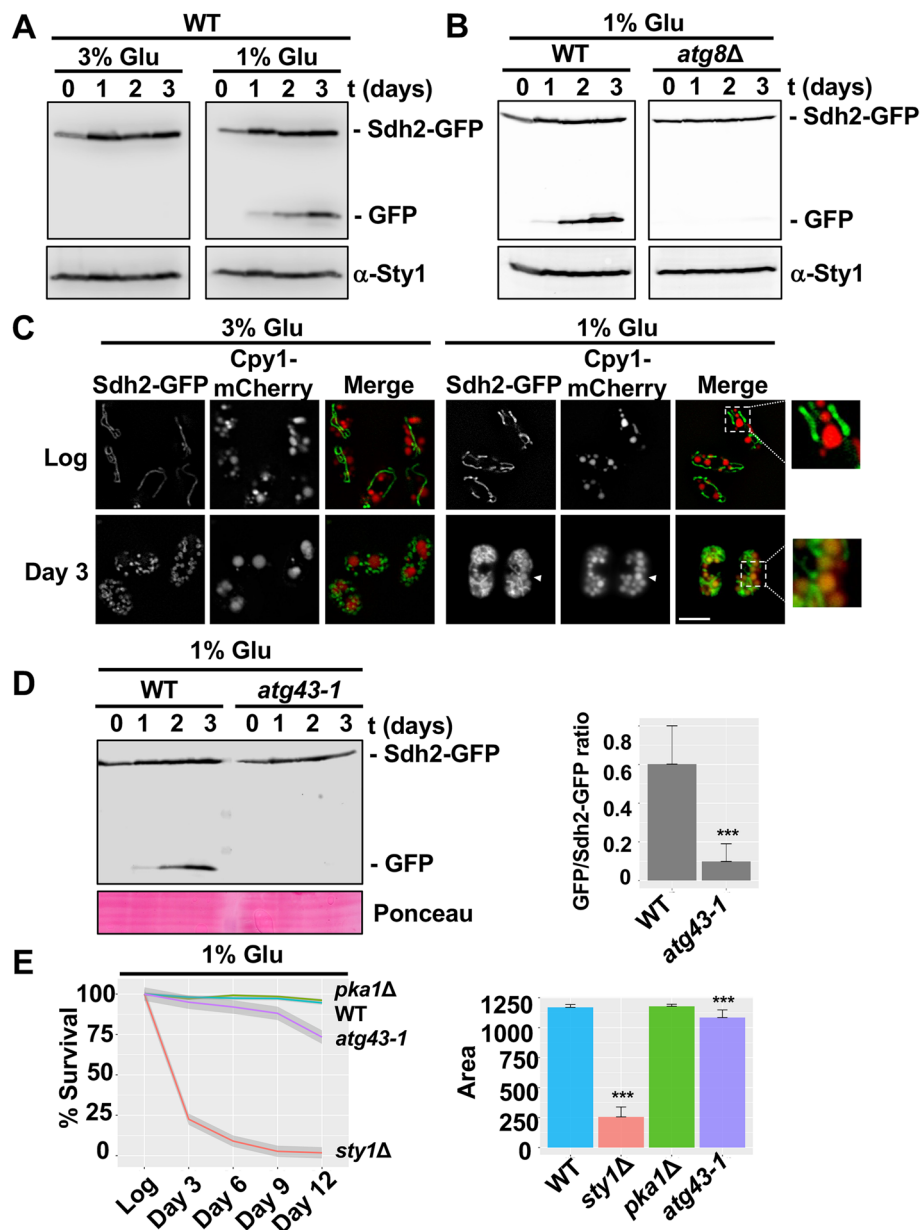 A
WT
3% Glu 1% Glu
0 1 2 3 0 1 2 3 t (days)
- Sdh2-GFP
- GFP
α-Sty1
B
1% Glu
WT atg8Δ
0 1 2 3 0 1 2 3 t (days)
- Sdh2-GFP
- GFP
α-Sty1
C
3% Glu 1% Glu
Sdh2-GFP Cpy1-mCherry Merge Sdh2-GFP Cpy1-mCherry Merge
Log
Day 3
D
1% Glu
WT atg43-1
0 1 2 3 0 1 2 3 t (days)
- Sdh2-GFP
- GFP
Ponceau
GFP/Sdh2-GFP ratio
0.8
0.6
0.4
0.2
0
***
WT atg43-1
E
1% Glu
% Survival
100
75
50
25
0
pka1Δ
WT
atg43-1
sty1Δ
Log Day 3 Day 6 Day 9 Day 12
Area
1250
1000
750
500
250
0
*** ***
WT sty1Δ pka1Δ atg43-1